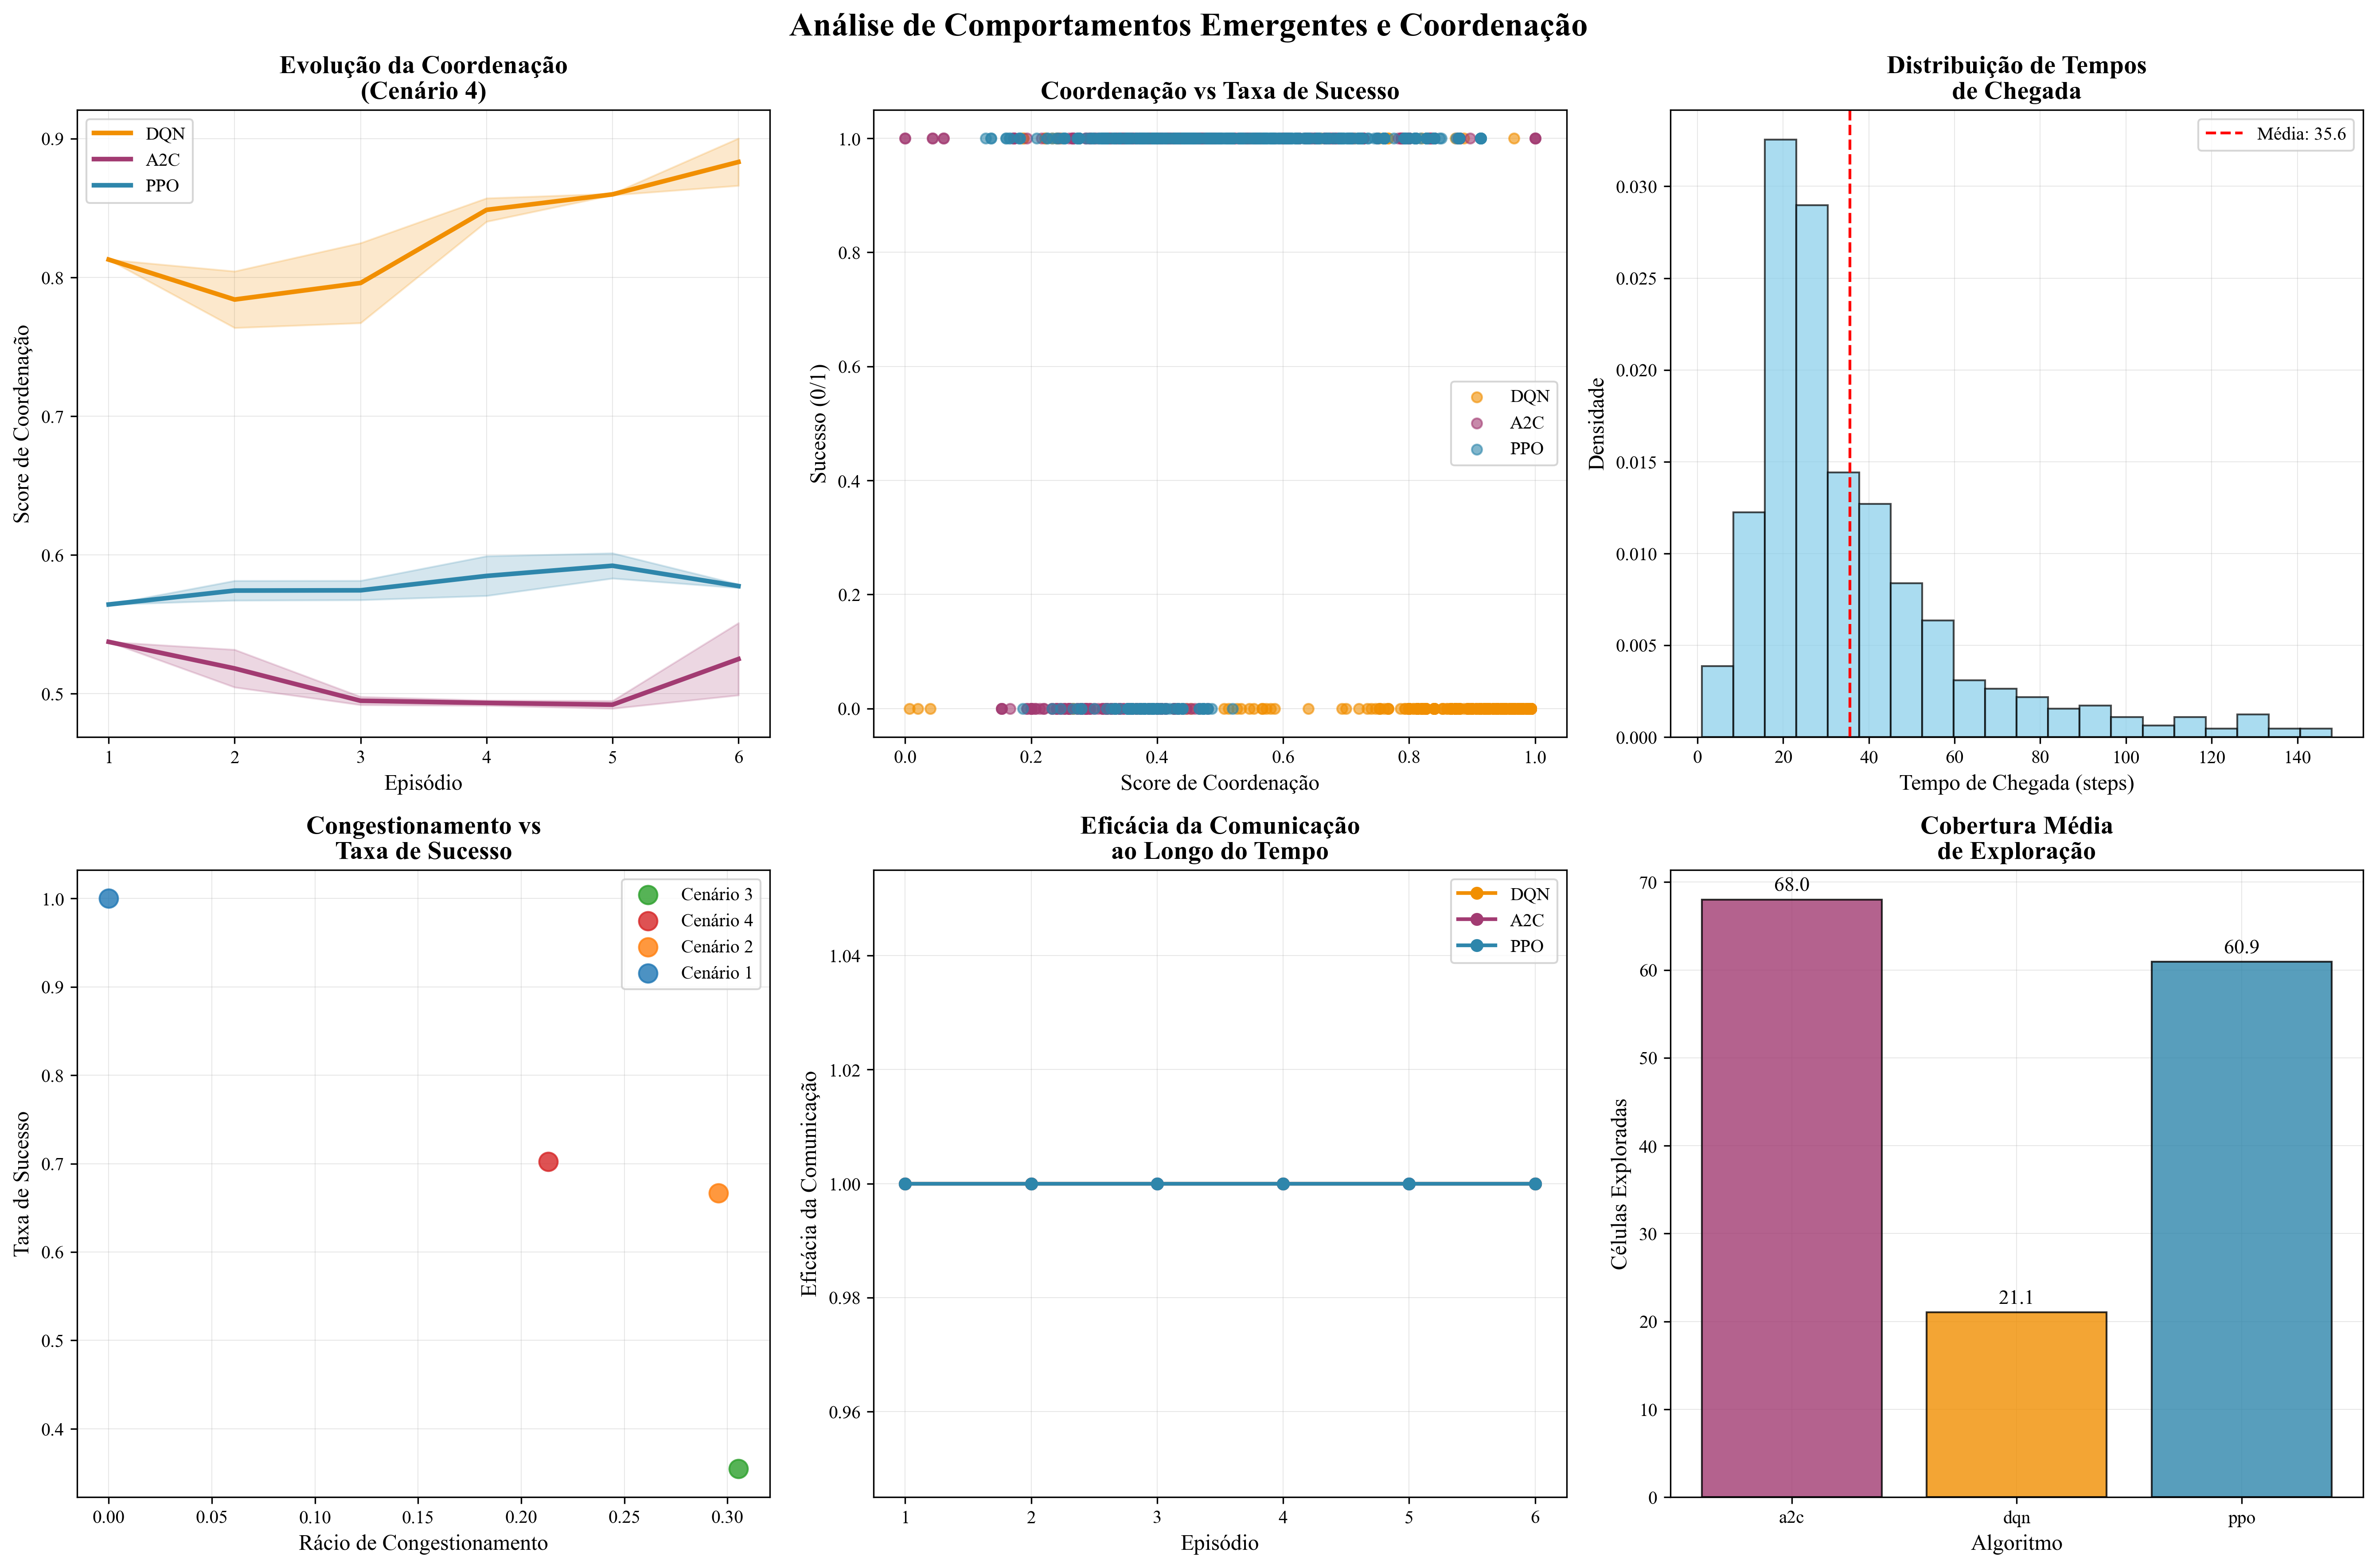 Análise de Comportamentos Emergentes e Coordenação
Evolução da Coordenação
(Cenário 4)
0.9
0.8
0.7
0.6
0.5
Score de Coordenação
DQN
A2C
PPO
1 2 3 4 5 6
Episódio
Coordenação vs Taxa de Sucesso
1.0
0.8
0.6
0.4
0.2
0.0
Sucesso (0/1)
DQN
A2C
PPO
0.0 0.2 0.4 0.6 0.8 1.0
Score de Coordenação
Distribuição de Tempos
de Chegada
Média: 35.6
0.030
0.025
0.020
0.015
0.010
0.005
0.000
Densidade
0 20 40 60 80 100 120 140
Tempo de Chegada (steps)
Congestionamento vs
Taxa de Sucesso
1.0
0.9
0.8
0.7
0.6
0.5
0.4
Taxa de Sucesso
Cenário 3
Cenário 4
Cenário 2
Cenário 1
0.00 0.05 0.10 0.15 0.20 0.25 0.30
Rácio de Congestionamento
Eficácia da Comunicação
ao Longo do Tempo
DQN
A2C
PPO
1.04
1.02
1.00
0.98
0.96
Eficácia da Comunicação
1 2 3 4 5 6
Episódio
Cobertura Média
de Exploração
70
60
50
40
30
20
10
0
Células Exploradas
68.0
21.1
60.9
a2c dqn ppo
Algoritmo